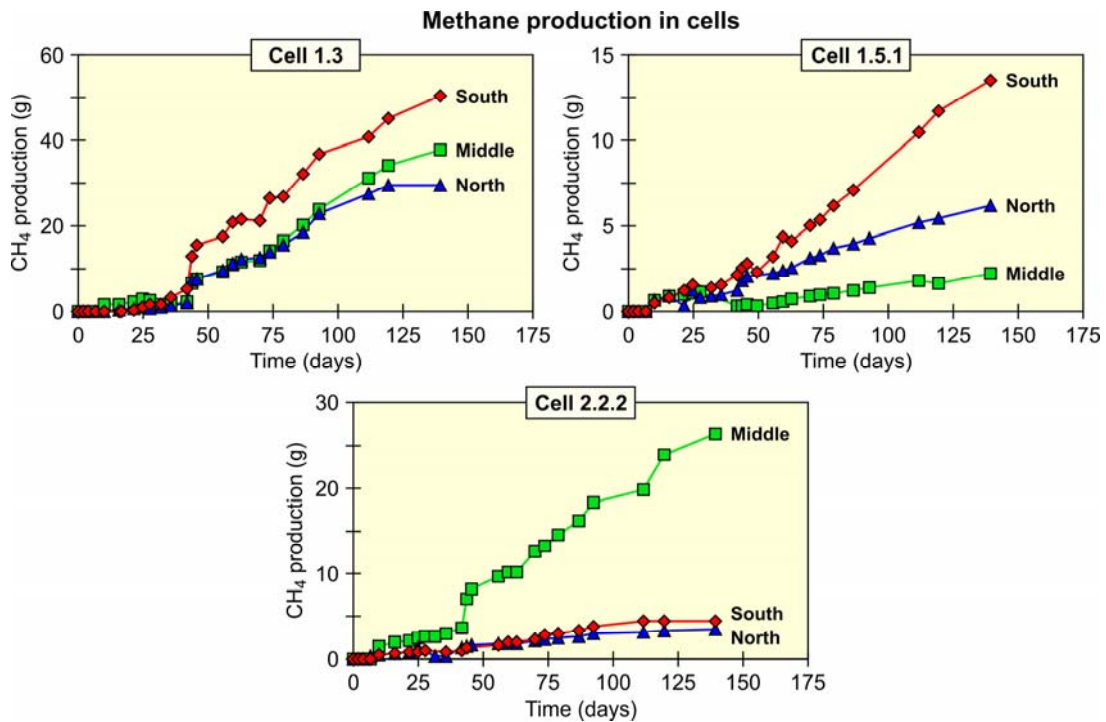 Methane production in cells
Cell 1.3
CH₄ production (g)
60
40
20
0
South
Middle
North
0 25 50 75 100 125 150 175
Time (days)
Cell 1.5.1
CH₄ production (g)
15
10
5
0
South
North
Middle
0 25 50 75 100 125 150 175
Time (days)
Cell 2.2.2
CH₄ production (g)
30
20
10
0
Middle
South
North
0 25 50 75 100 125 150 175
Time (days)